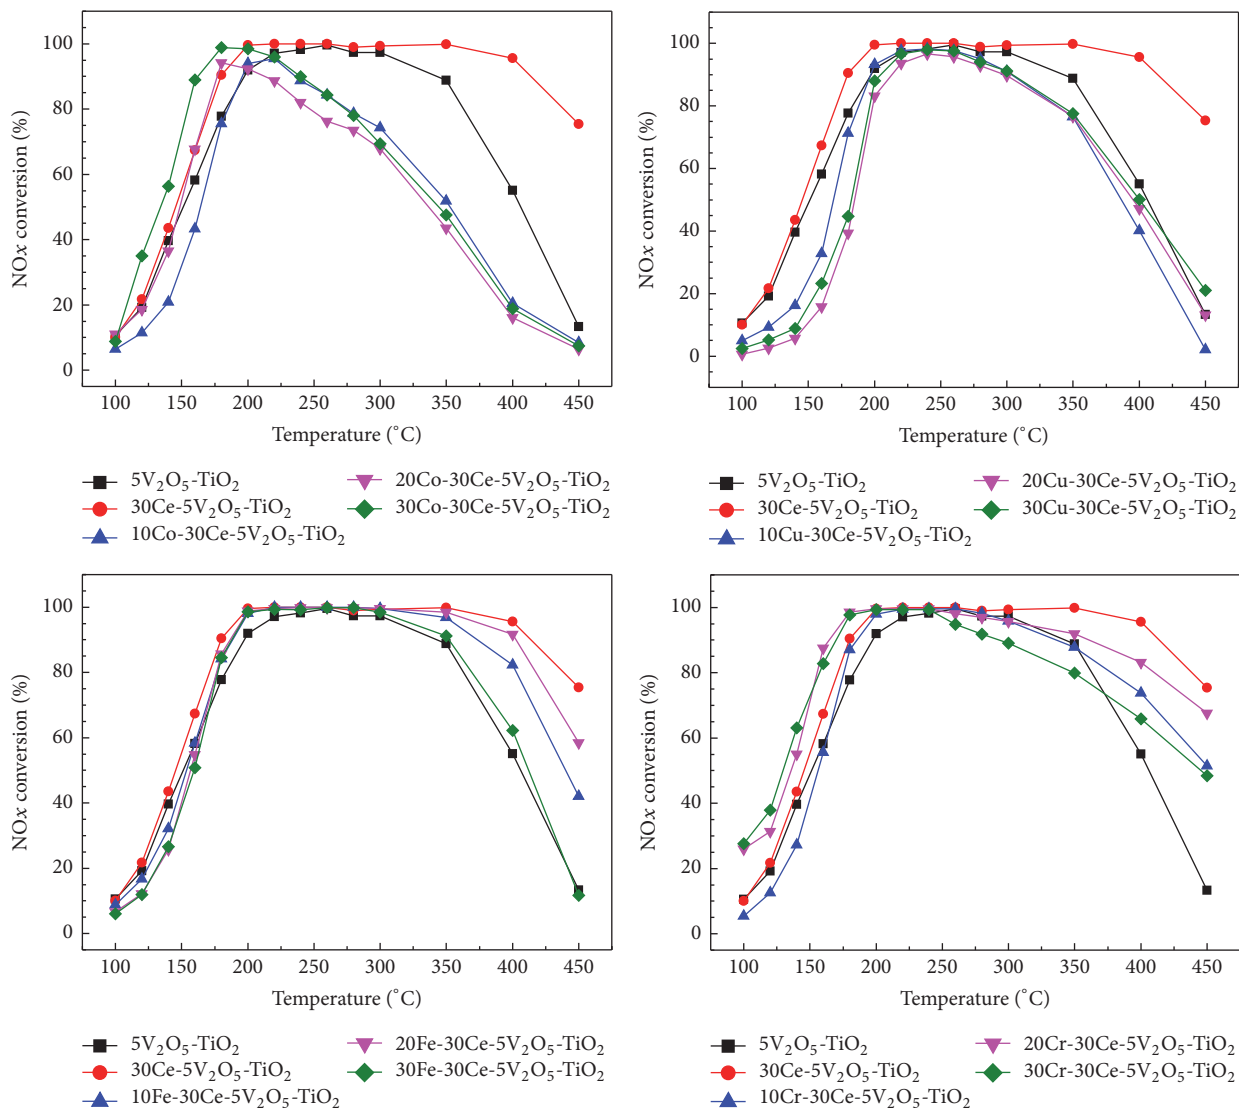 100
80
60
40
20
0
NOx conversion (%)
100 150 200 250 300 350 400 450
Temperature (°C)
5V₂O₅-TiO₂
30Ce-5V₂O₅-TiO₂
10Co-30Ce-5V₂O₅-TiO₂
20Co-30Ce-5V₂O₅-TiO₂
30Co-30Ce-5V₂O₅-TiO₂
100
80
60
40
20
0
NOx conversion (%)
100 150 200 250 300 350 400 450
Temperature (°C)
5V₂O₅-TiO₂
30Ce-5V₂O₅-TiO₂
10Cu-30Ce-5V₂O₅-TiO₂
20Cu-30Ce-5V₂O₅-TiO₂
30Cu-30Ce-5V₂O₅-TiO₂
100
80
60
40
20
0
NOx conversion (%)
100 150 200 250 300 350 400 450
Temperature (°C)
5V₂O₅-TiO₂
30Ce-5V₂O₅-TiO₂
10Fe-30Ce-5V₂O₅-TiO₂
20Fe-30Ce-5V₂O₅-TiO₂
30Fe-30Ce-5V₂O₅-TiO₂
100
80
60
40
20
0
NOx conversion (%)
100 150 200 250 300 350 400 450
Temperature (°C)
5V₂O₅-TiO₂
30Ce-5V₂O₅-TiO₂
10Cr-30Ce-5V₂O₅-TiO₂
20Cr-30Ce-5V₂O₅-TiO₂
30Cr-30Ce-5V₂O₅-TiO₂